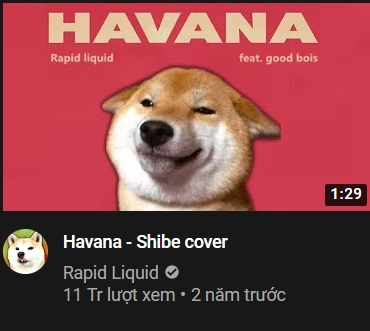 HAVANA
Rapid liquid feat. good bois
1:29
Havana - Shibe cover
Rapid Liquid
11 Tr lượt xem • 2 năm trước